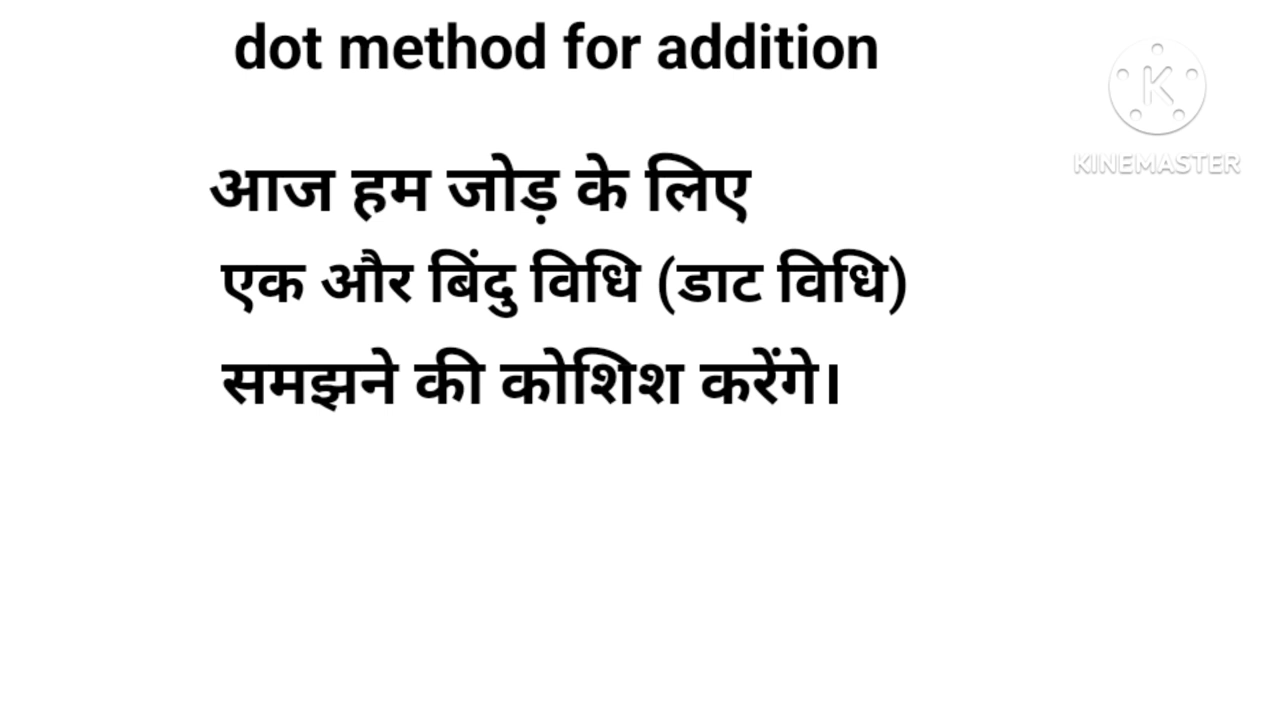 dot method for addition
K
KINEMASTER
आज हम जोड़ के लिए
एक और बिंदु विधि (डाट विधि)
समझने की कोशिश करेंगे।